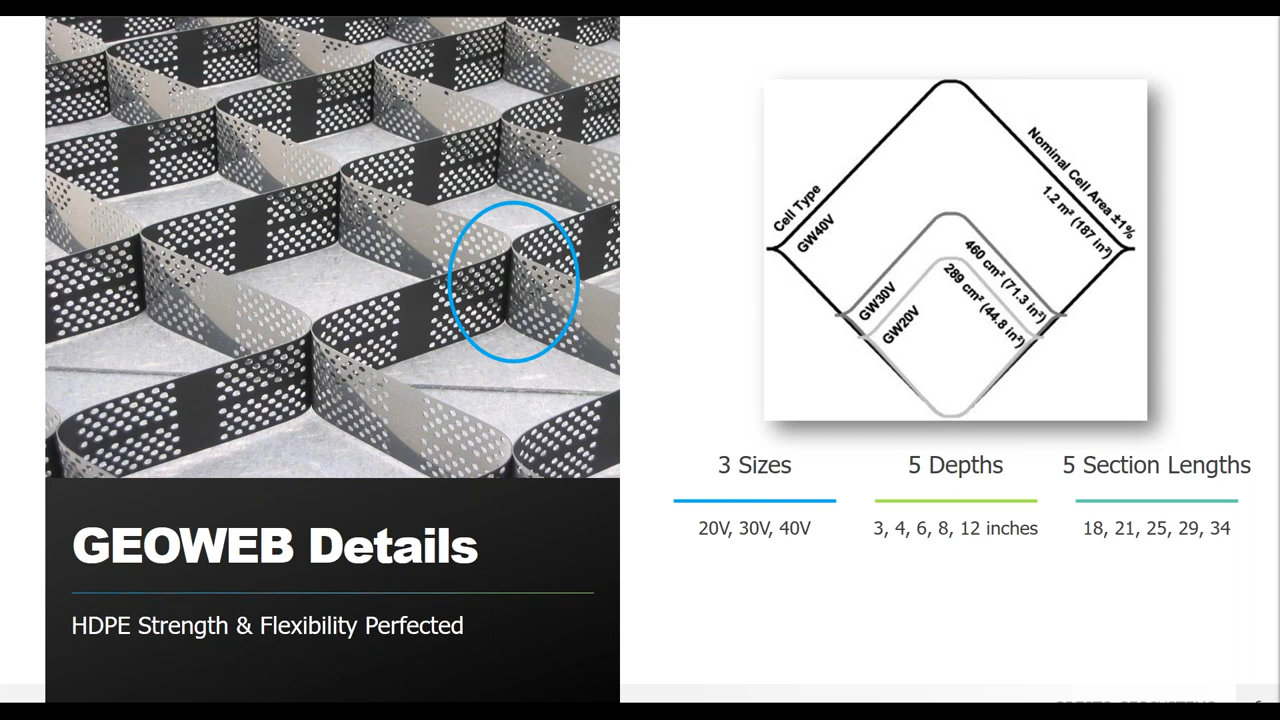 GEOWEB Details
HDPE Strength & Flexibility Perfected
Cell Type
GW40V
Nominal Cell Area ±1%
1.2 m² (187 in²)
GW30V
460 cm² (71.3 in²)
GW20V
289 cm² (44.8 in²)
3 Sizes
20V, 30V, 40V
5 Depths
3, 4, 6, 8, 12 inches
5 Section Lengths
18, 21, 25, 29, 34